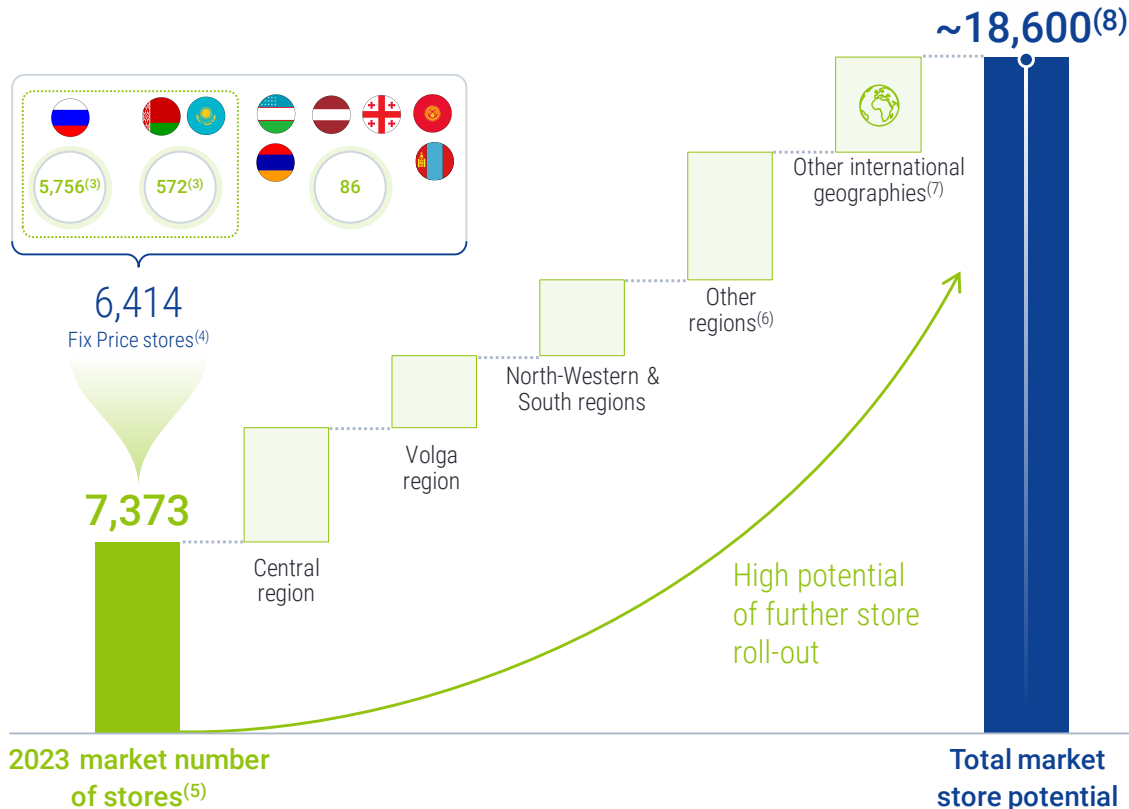 ~18,600(8)
5,756(3)
572(3)
86
6,414
Fix Price stores(4)
7,373
Central
region
Volga
region
North-Western &
South regions
Other
regions(6)
Other international
geographies(7)
High potential
of further store
roll-out
2023 market number
of stores(5)
Total market
store potential